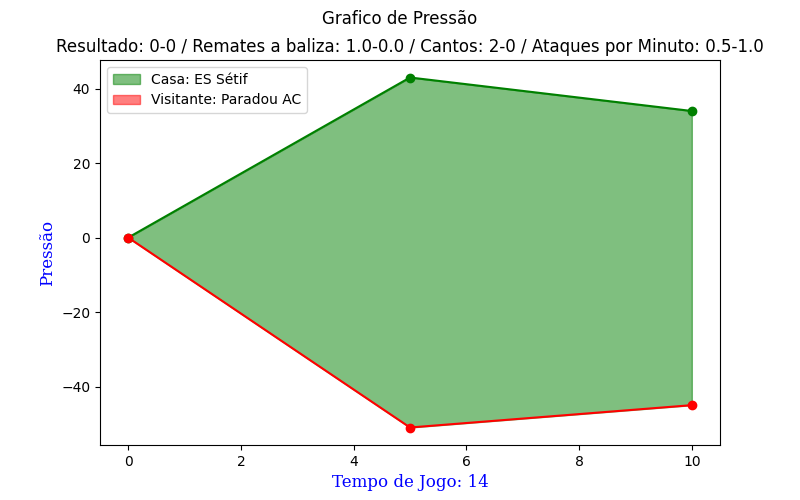 Grafico de Pressão
Resultado: 0-0 / Remates a baliza: 1.0-0.0 / Cantos: 2-0 / Ataques por Minuto: 0.5-1.0
Casa: ES Sétif
Visitante: Paradou AC
Pressão
40
20
0
−20
−40
0 2 4 6 8 10
Tempo de Jogo: 14